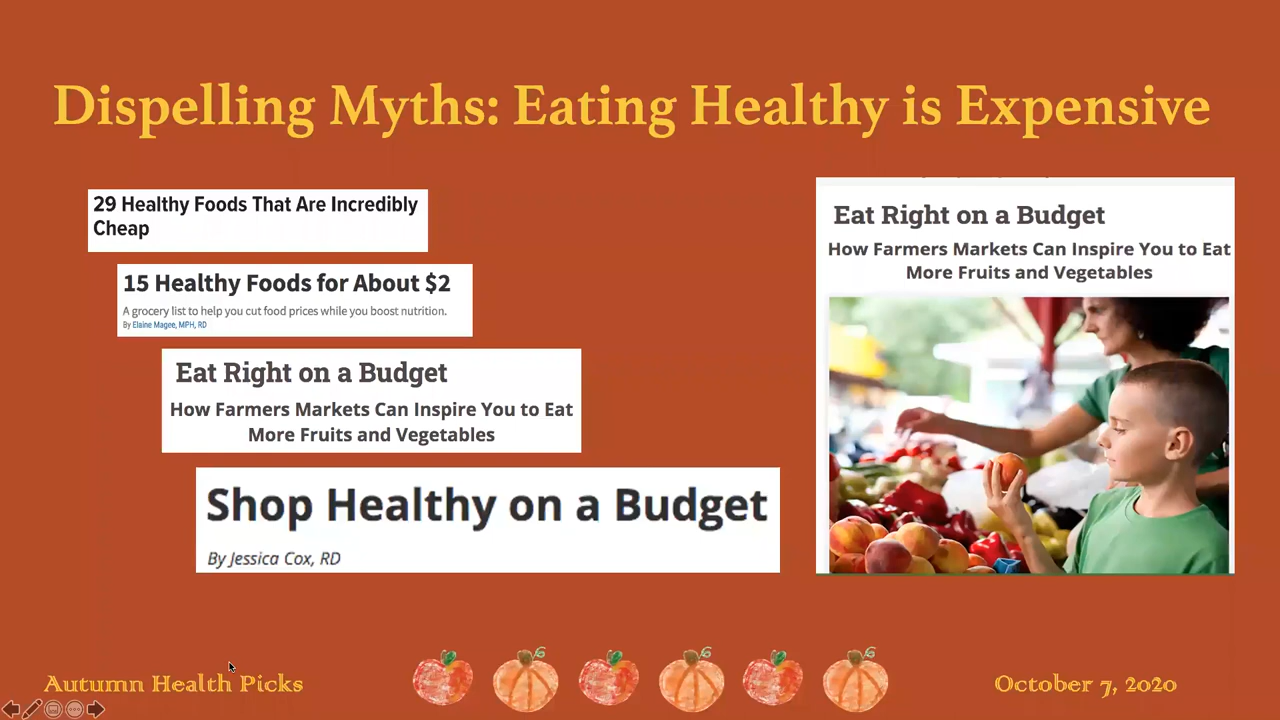 Dispelling Myths: Eating Healthy is Expensive
29 Healthy Foods That Are Incredibly
Cheap
15 Healthy Foods for About $2
A grocery list to help you cut food prices while you boost nutrition.
By Elaine Magee, MPH, RD
Eat Right on a Budget
How Farmers Markets Can Inspire You to Eat
More Fruits and Vegetables
Shop Healthy on a Budget
By Jessica Cox, RD
Eat Right on a Budget
How Farmers Markets Can Inspire You to Eat
More Fruits and Vegetables
Autumn Health Picks
October 7, 2020